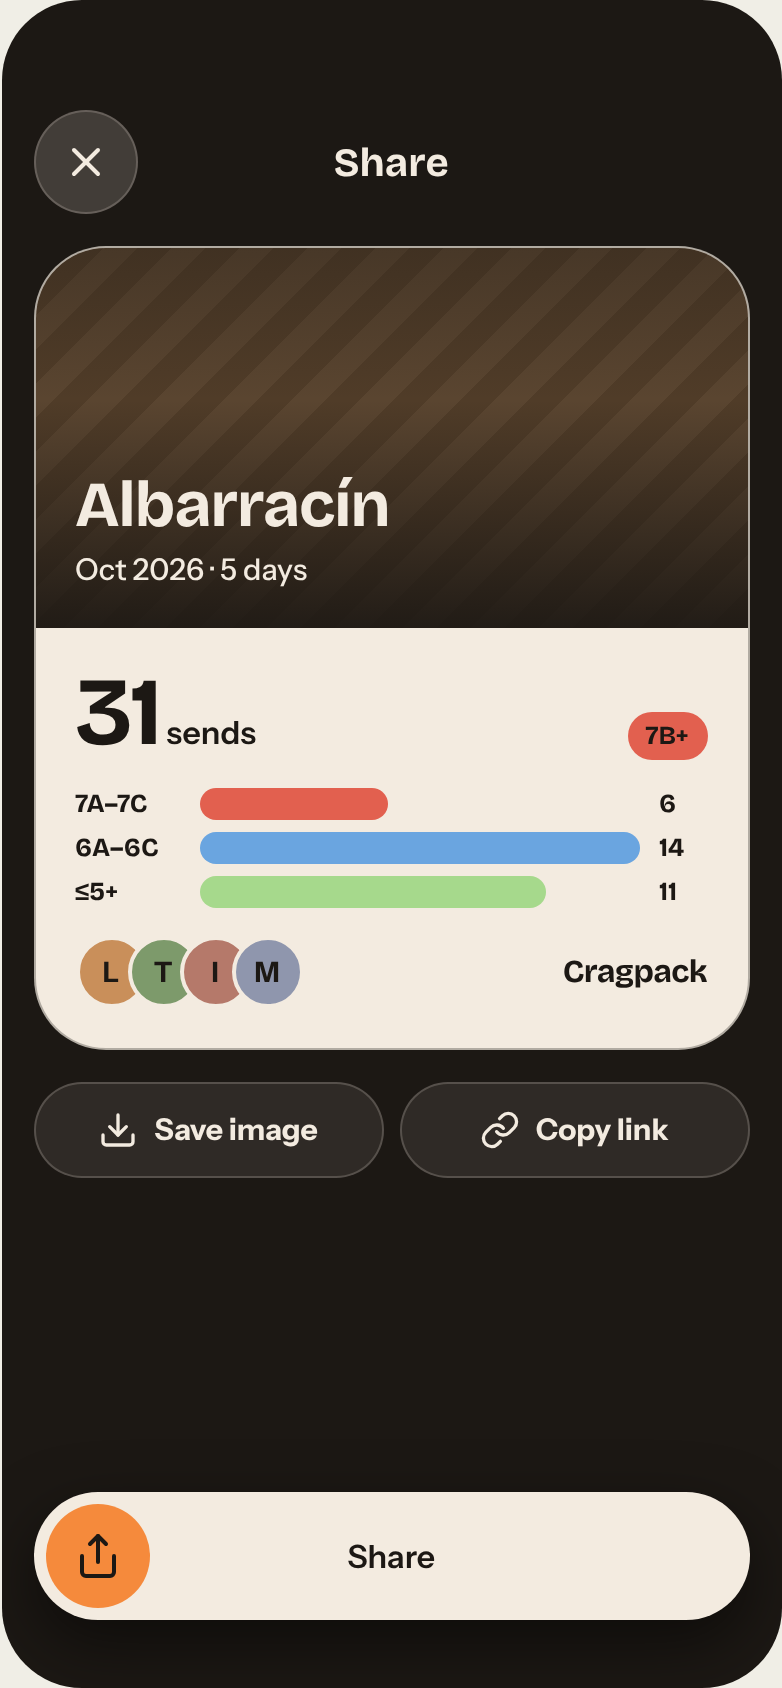 Share
Albarracín
Oct 2026 · 5 days
31 sends
7B+
7A–7C 6
6A–6C 14
≤5+ 11
L T I M
Cragpack
Save image
Copy link
Share